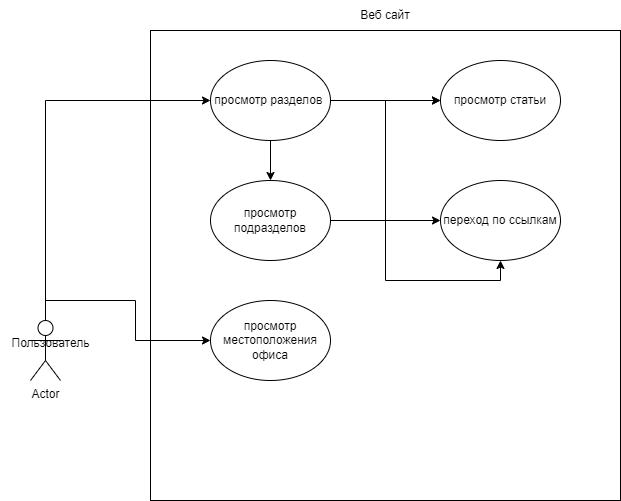 Веб сайт
просмотр разделов
просмотр статьи
просмотр
подразделов
переход по ссылкам
просмотр
местоположения
офиса
Пользователь
Actor